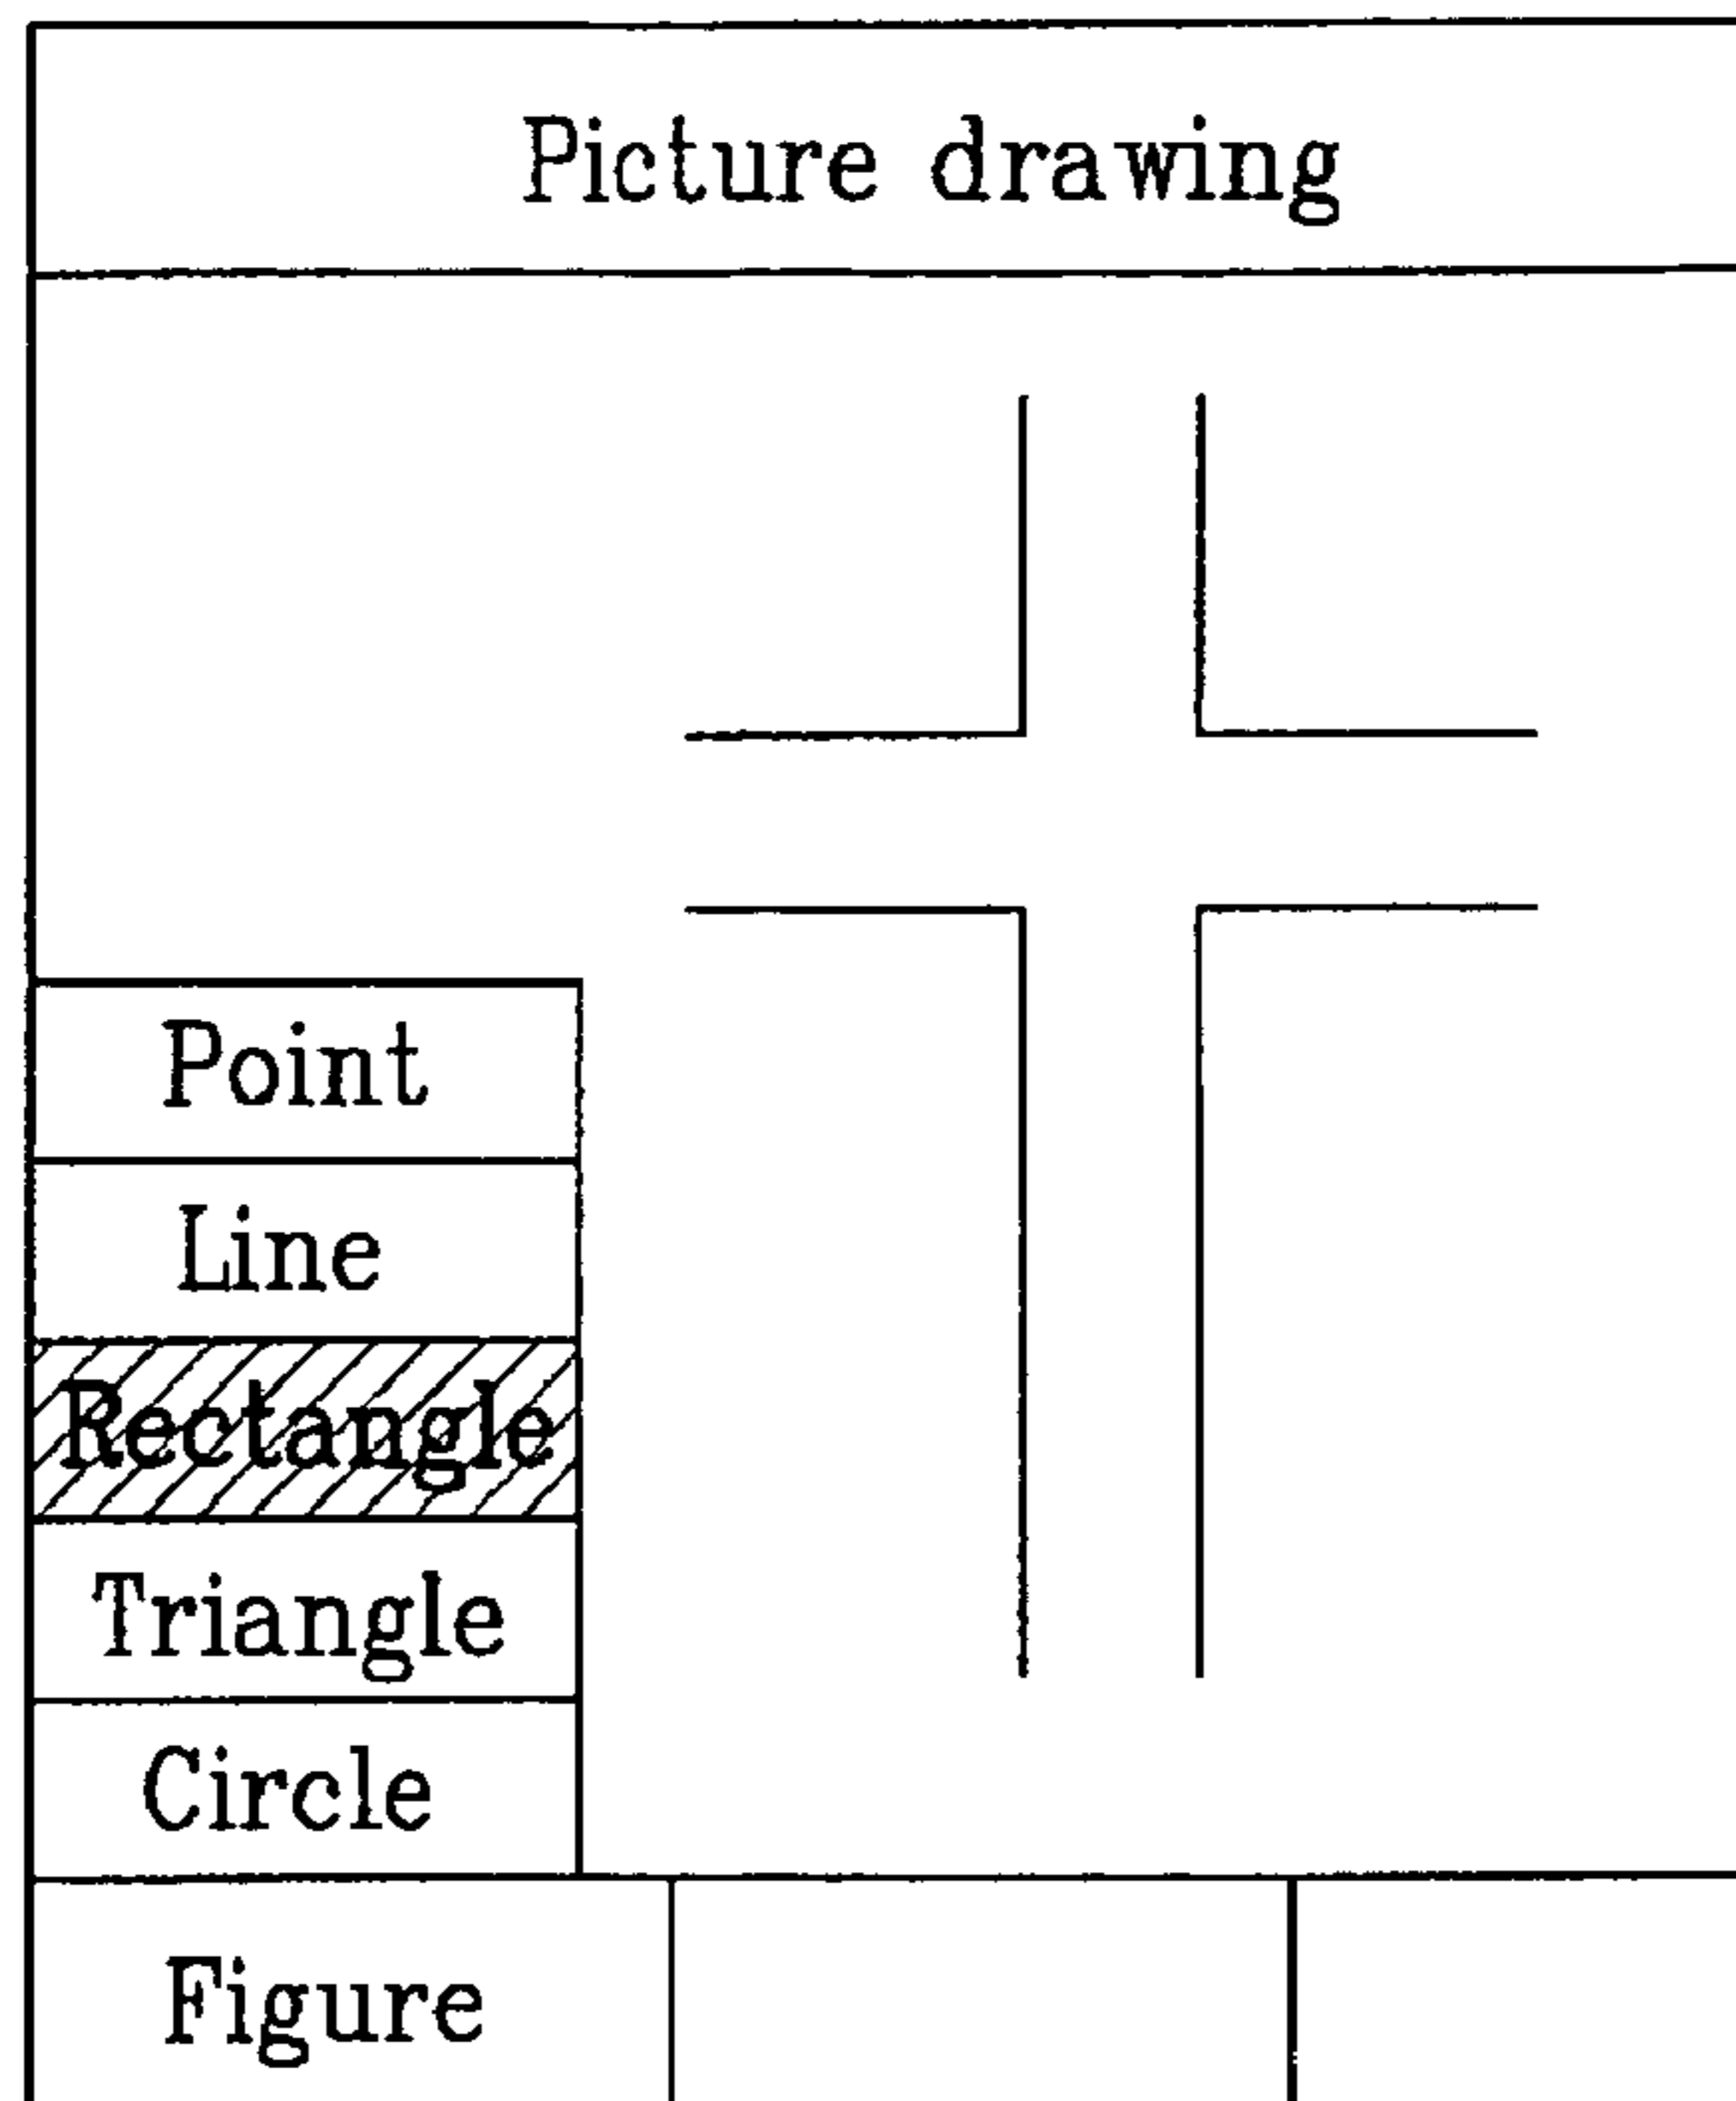 Picture drawing
Point
Line
Rectangle
Triangle
Circle
Figure